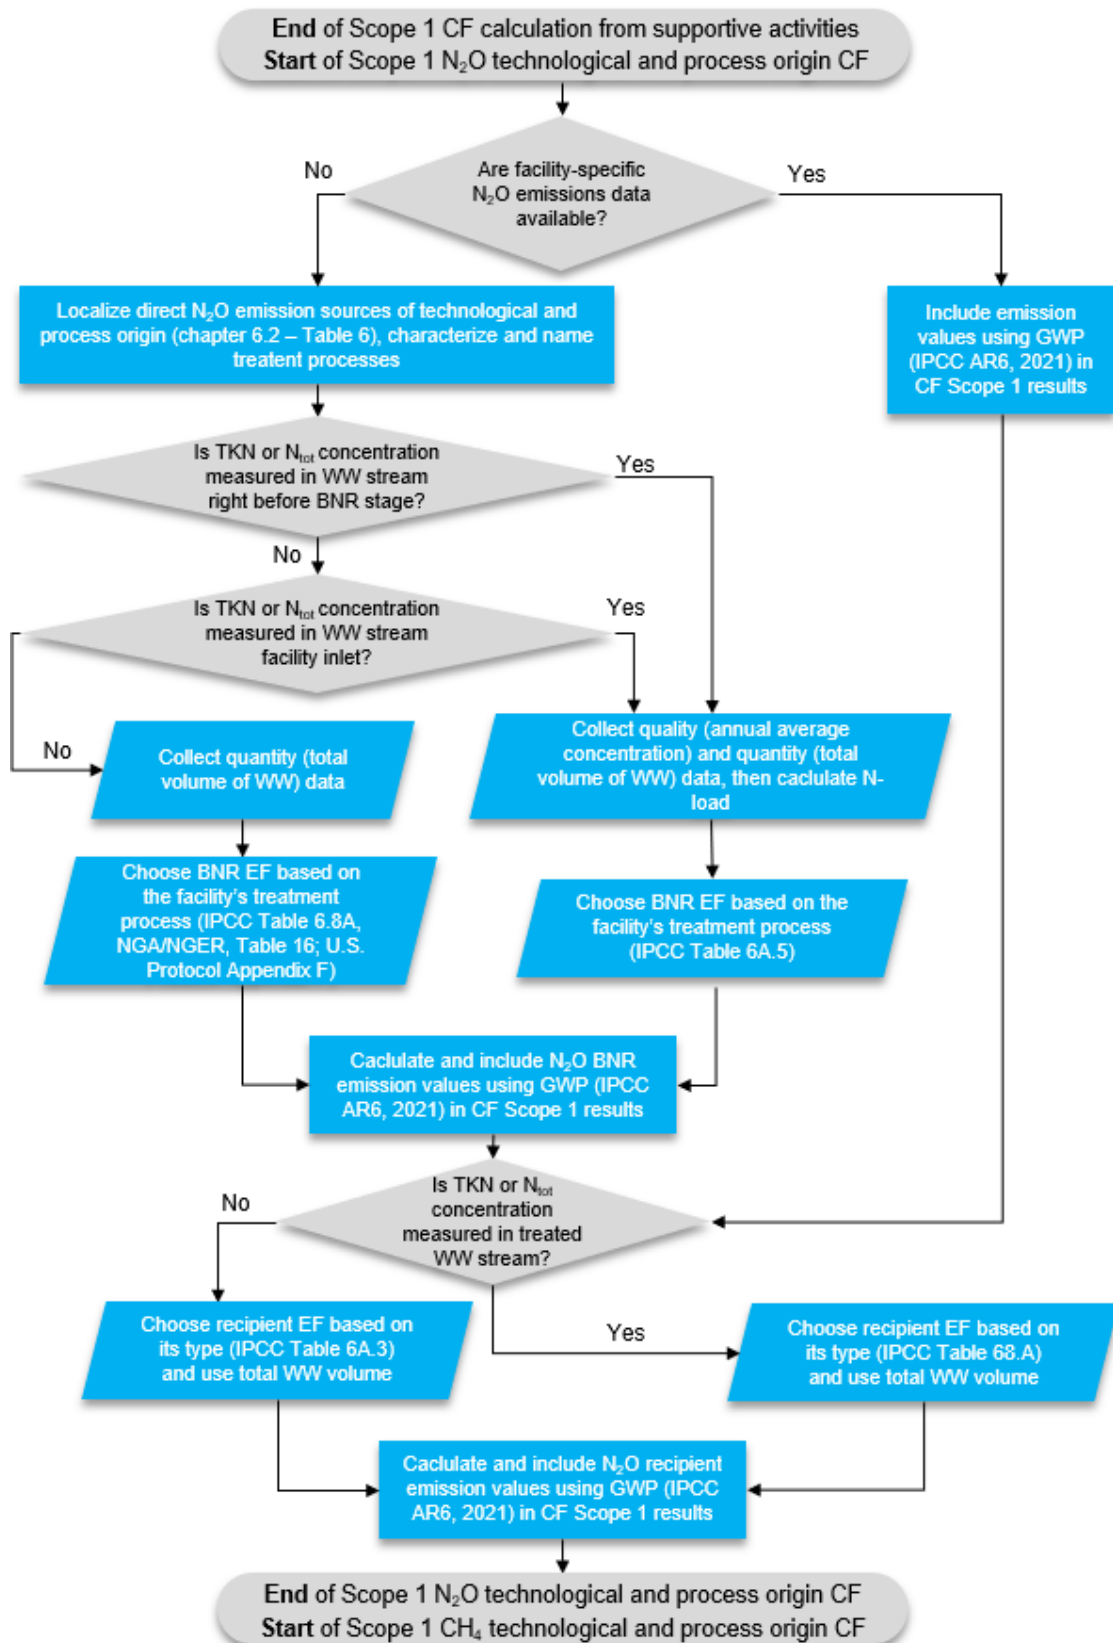 End of Scope 1 CF calculation from supportive activities
Start of Scope 1 N₂O technological and process origin CF
No
Are facility-specific
N₂O emissions data
available?
Yes
Localize direct N₂O emission sources of technological and
process origin (chapter 6.2 – Table 6), characterize and name
treatent processes
Include emission
values using GWP
(IPCC AR6, 2021) in
CF Scope 1 results
Is TKN or Nₜₒₜ concentration
measured in WW stream
right before BNR stage?
Yes
No
Is TKN or Nₜₒₜ concentration
measured in WW stream
facility inlet?
Yes
No
Collect quantity (total
volume of WW) data
Collect quality (annual average
concentration) and quantity (total
volume of WW) data, then caclulate N-
load
Choose BNR EF based on
the facility's treatment
process (IPCC Table 6.8A,
NGA/NGER, Table 16; U.S.
Protocol Appendix F)
Choose BNR EF based on the
facility's treatment process
(IPCC Table 6A.5)
Caclulate and include N₂O BNR
emission values using GWP (IPCC
AR6, 2021) in CF Scope 1 results
Is TKN or Nₜₒₜ
concentration
measured in treated
WW stream?
No
Choose recipient EF based on
its type (IPCC Table 6A.3)
and use total WW volume
Yes
Choose recipient EF based on
its type (IPCC Table 68.A)
and use total WW volume
Caclulate and include N₂O recipient
emission values using GWP (IPCC
AR6, 2021) in CF Scope 1 results
End of Scope 1 N₂O technological and process origin CF
Start of Scope 1 CH₄ technological and process origin CF